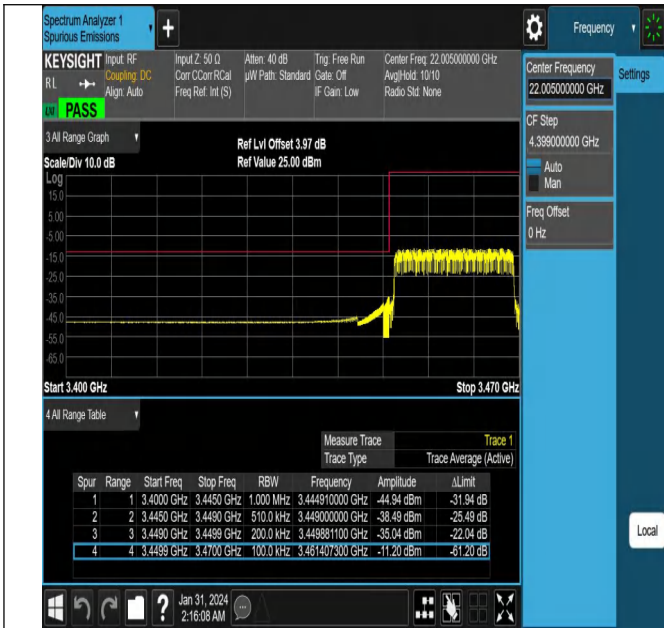 Spectrum Analyzer 1
Spurious Emissions
+
Frequency
KEYSIGHT
RL
Input: RF
Coupling: DC
Align: Auto
Input Z: 50 Ω
Corr CCorr RCal
Freq Ref: Int (S)
Atten: 40 dB
µW Path: Standard
Trig: Free Run
Gate: Off
IF Gain: Low
Center Freq: 22.005000000 GHz
Avg|Hold: 10/10
Radio Std: None
PASS
Center Frequency
22.005000000 GHz
Settings
CF Step
4.399000000 GHz
Auto
Man
Freq Offset
0 Hz
3 All Range Graph
Scale/Div 10.0 dB
Ref Lvl Offset 3.97 dB
Ref Value 25.00 dBm
Log
15.0
5.00
-5.00
-15.0
-25.0
-35.0
-45.0
-55.0
-65.0
Start 3.400 GHz
Stop 3.470 GHz
4 All Range Table
Measure Trace Trace 1
Trace Type Trace Average (Active)
Spur Range Start Freq Stop Freq RBW Frequency Amplitude ΔLimit
1 1 3.4000 GHz 3.4450 GHz 1.000 MHz 3.444910000 GHz -44.94 dBm -31.94 dB
2 2 3.4450 GHz 3.4490 GHz 510.0 kHz 3.449000000 GHz -38.49 dBm -25.49 dB
3 3 3.4490 GHz 3.4499 GHz 200.0 kHz 3.449881100 GHz -35.04 dBm -22.04 dB
4 4 3.4499 GHz 3.4700 GHz 100.0 kHz 3.461407300 GHz -11.20 dBm -61.20 dB
Local
?
Jan 31, 2024
2:16:08 AM